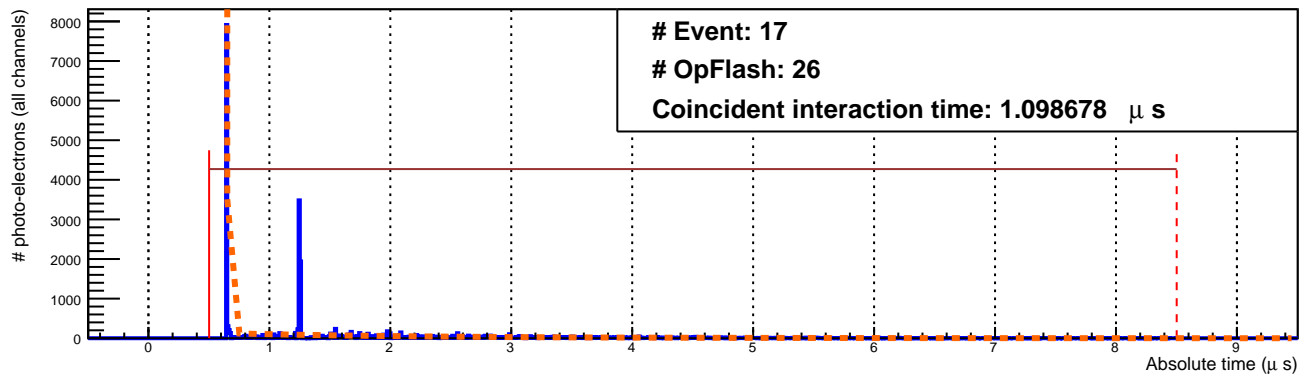 # Event: 17
# OpFlash: 26
Coincident interaction time: 1.098678 μ s
# photo-electrons (all channels)
8000
7000
6000
5000
4000
3000
2000
1000
0
0 1 2 3 4 5 6 7 8 9
Absolute time (μ s)